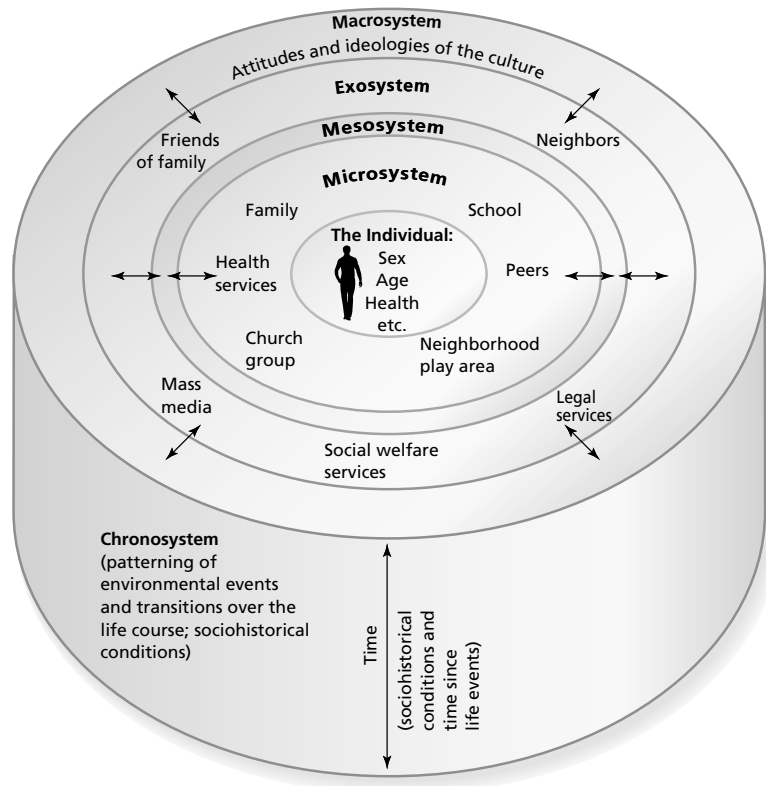 Macrosystem
Attitudes and ideologies of the culture
Exosystem
Mesosystem
Friends
of family
Neighbors
Microsystem
Family
School
The Individual:
Sex
Age
Health
etc.
Health
services
Peers
Church
group
Neighborhood
play area
Mass
media
Legal
services
Social welfare
services
Chronosystem
(patterning of
environmental events
and transitions over the
life course; sociohistorical
conditions)
Time
(sociohistorical
conditions and
time since
life events)